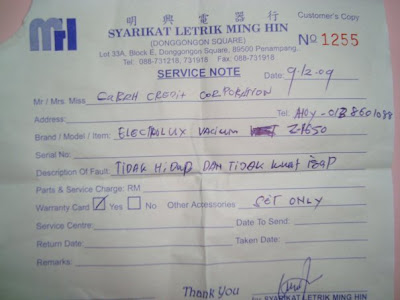 明興電器行
Customer's Copy
SYARIKAT LETRIK MING HIN
(DONGGONGON SQUARE)
Lot 33A, Block E, Donggongon Square, 89500 Penampang.
Tel: 088-731218, 731918 Fax: 088-731918
No 1255
SERVICE NOTE
Date: 9/12.09
Mr / Mrs. Miss SABAH CREDIT CORPORATION
Address: Tel:
Brand / Model / Item: ELECTROLUX VACUUM Z-1650
Serial No:
Description Of Fault: TIDAK HIDUP DAN TIDAK KUAT ISAP
Parts & Service Charge: RM
Warranty Card Yes No Other Accessories SET ONLY
Service Centre: Date To Send:
Return Date: Taken Date:
Remarks:
Thank You
SYARIKAT LETRIK MING HIN